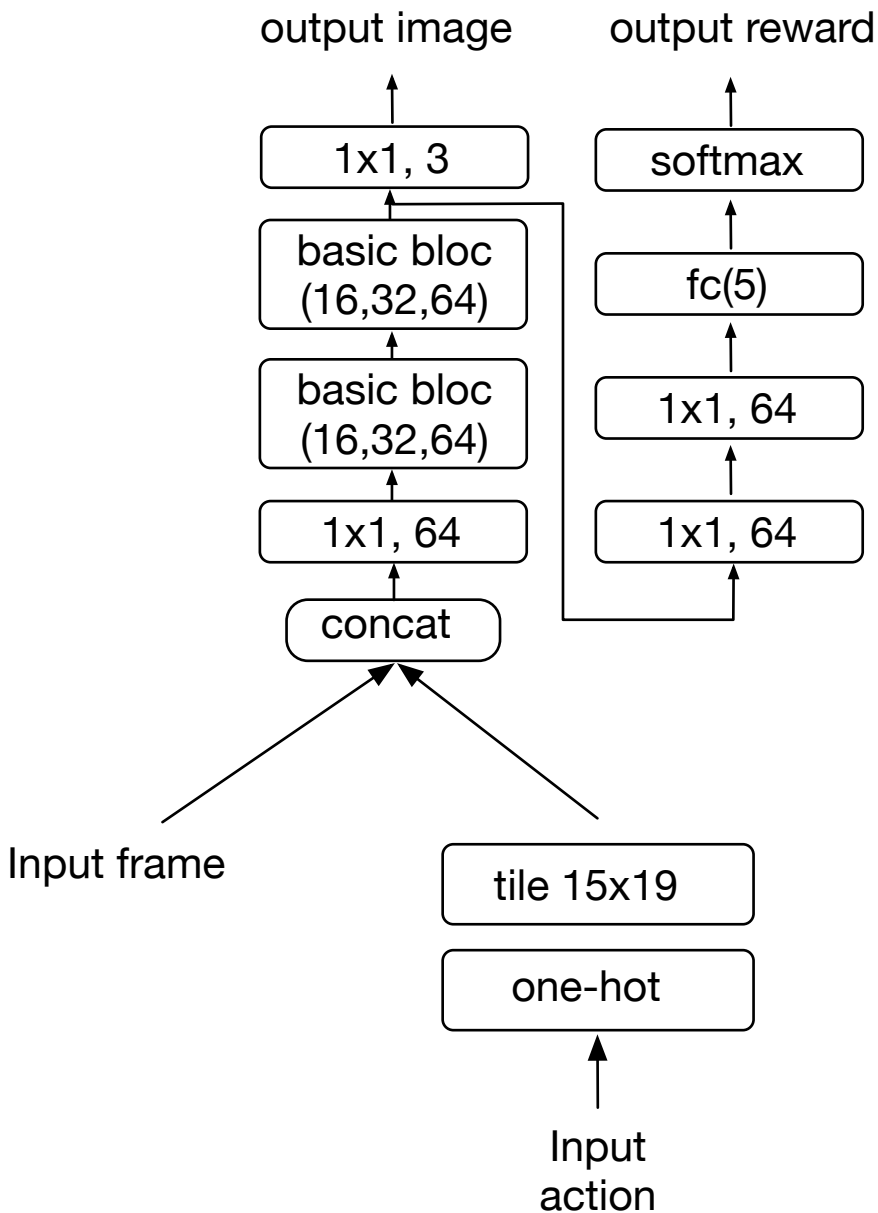 output image
output reward
1x1, 3
softmax
basic bloc
(16,32,64)
fc(5)
basic bloc
(16,32,64)
1x1, 64
1x1, 64
1x1, 64
concat
Input frame
tile 15x19
one-hot
Input
action